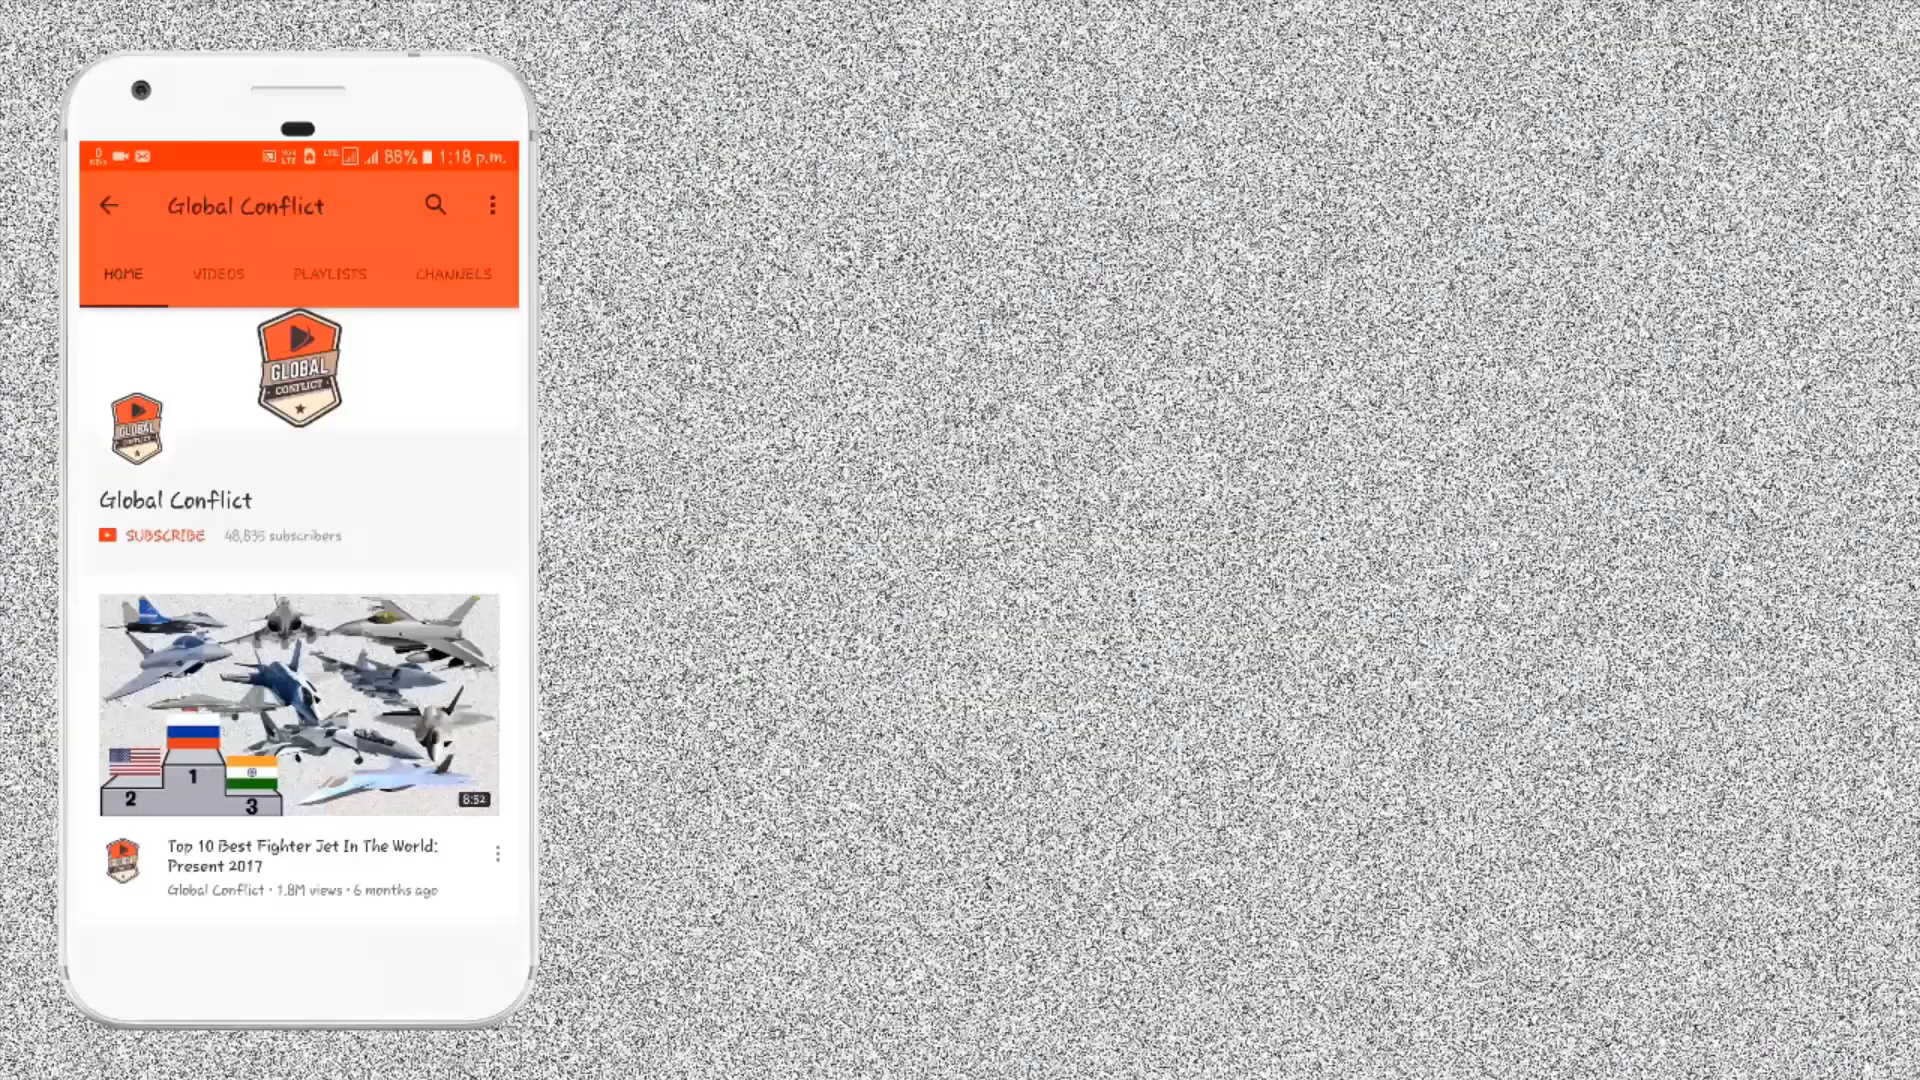 88% 1:18 p.m.
Global Conflict
HOME VIDEOS PLAYLISTS CHANNELS
GLOBAL
CONFLICT
GLOBAL
CONFLICT
Global Conflict
SUBSCRIBE 48,835 subscribers
1
2
3
8:52
Top 10 Best Fighter Jet In The World:
Present 2017
Global Conflict • 1.8M views • 6 months ago